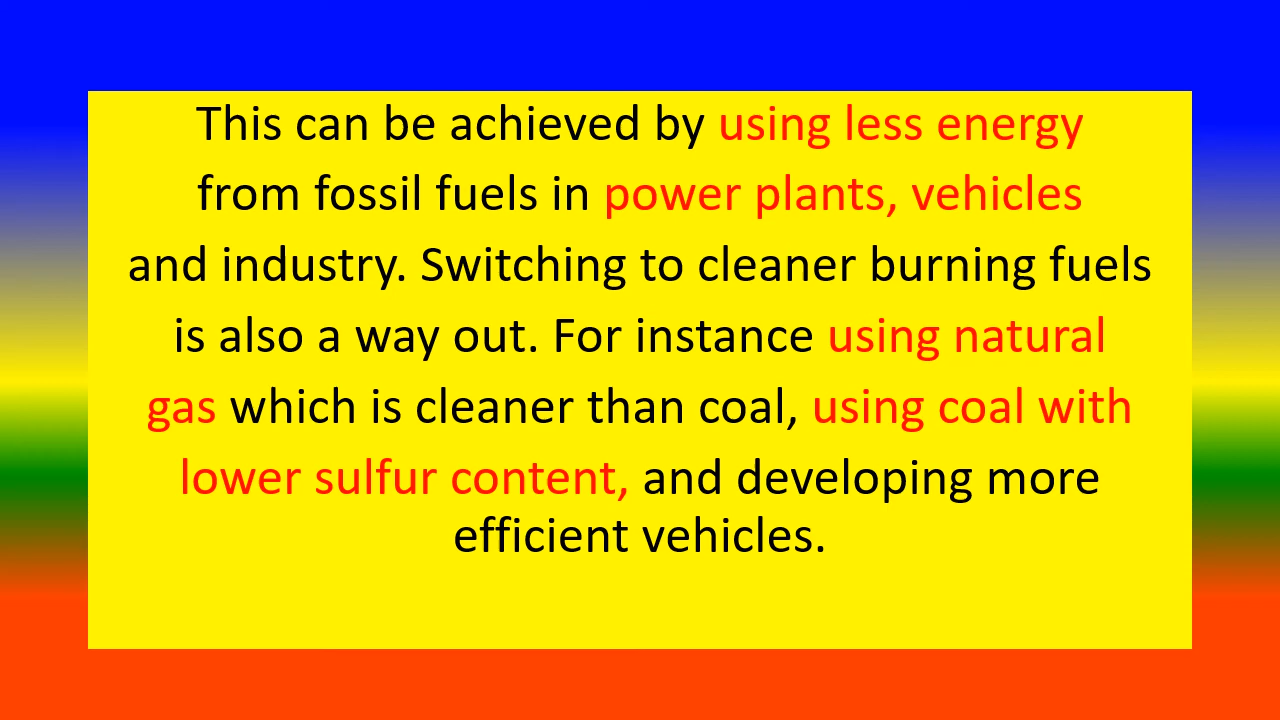 This can be achieved by using less energy
from fossil fuels in power plants, vehicles
and industry. Switching to cleaner burning fuels
is also a way out. For instance using natural
gas which is cleaner than coal, using coal with
lower sulfur content, and developing more
efficient vehicles.